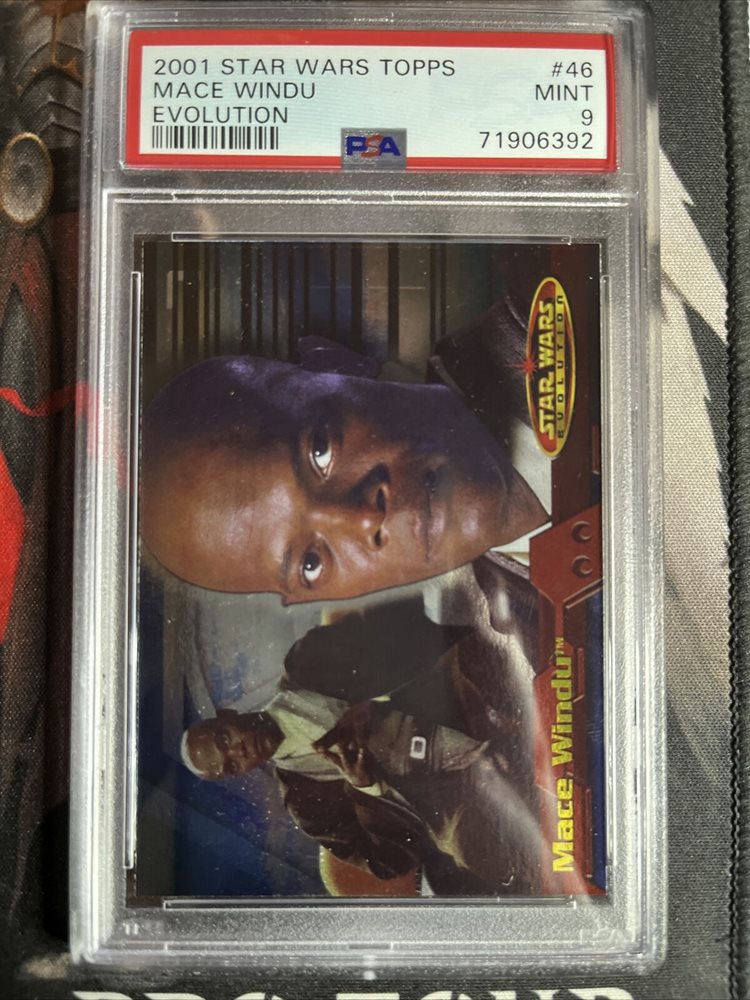 2001 STAR WARS TOPPS #46
MACE WINDU MINT
EVOLUTION 9
PSA 71906392
STAR WARS
EVOLUTION
Mace Windu™